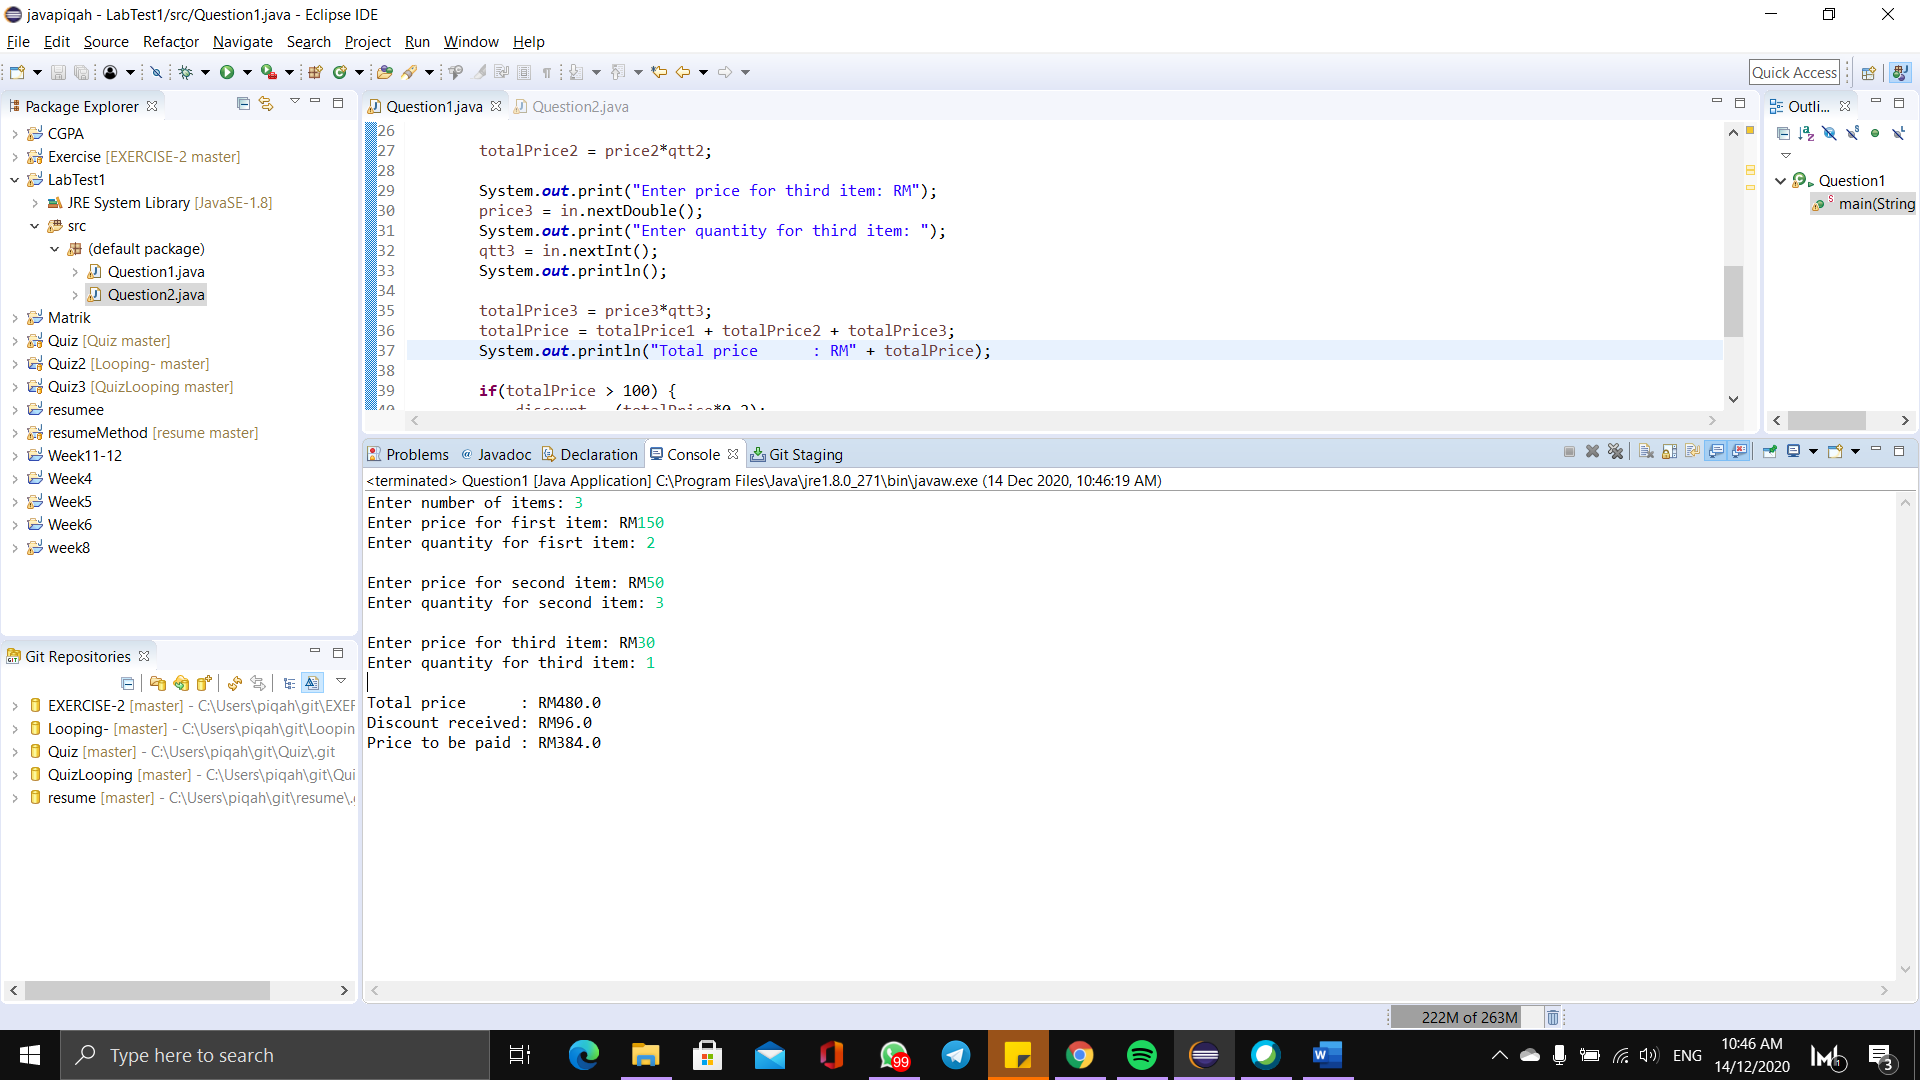 javapiqah - LabTest1/src/Question1.java - Eclipse IDE
File Edit Source Refactor Navigate Search Project Run Window Help
Quick Access
Package Explorer
CGPA
Exercise [EXERCISE-2 master]
LabTest1
JRE System Library [JavaSE-1.8]
src
(default package)
Question1.java
Question2.java
Matrik
Quiz [Quiz master]
Quiz2 [Looping- master]
Quiz3 [QuizLooping master]
resumee
resumeMethod [resume master]
Week11-12
Week4
Week5
Week6
week8
Git Repositories
EXERCISE-2 [master] - C:\Users\piqah\git\EXEF
Looping- [master] - C:\Users\piqah\git\Loopin
Quiz [master] - C:\Users\piqah\git\Quiz\.git
QuizLooping [master] - C:\Users\piqah\git\Qui
resume [master] - C:\Users\piqah\git\resume\.
Question1.java Question2.java
26
27 totalPrice2 = price2*qtt2;
28
29 System.out.print("Enter price for third item: RM");
30 price3 = in.nextDouble();
31 System.out.print("Enter quantity for third item: ");
32 qtt3 = in.nextInt();
33 System.out.println();
34
35 totalPrice3 = price3*qtt3;
36 totalPrice = totalPrice1 + totalPrice2 + totalPrice3;
37 System.out.println("Total price      : RM" + totalPrice);
38
39 if(totalPrice > 100) {
Outli...
Question1
main(String
Problems @ Javadoc Declaration Console Git Staging
<terminated> Question1 [Java Application] C:\Program Files\Java\jre1.8.0_271\bin\javaw.exe (14 Dec 2020, 10:46:19 AM)
Enter number of items: 3
Enter price for first item: RM150
Enter quantity for fisrt item: 2
Enter price for second item: RM50
Enter quantity for second item: 3
Enter price for third item: RM30
Enter quantity for third item: 1
Total price      : RM480.0
Discount received: RM96.0
Price to be paid : RM384.0
222M of 263M
Type here to search
99
ENG
10:46 AM
14/12/2020
3